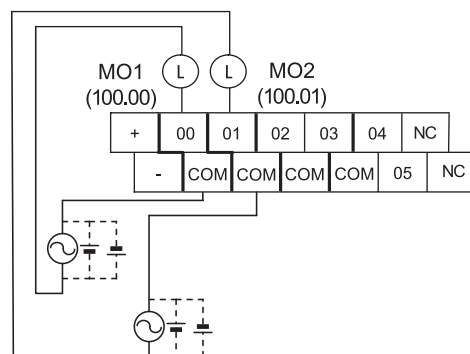 L L
MO1 MO2
(100.00) (100.01)
+ 00 01 02 03 04 NC
- COM COM COM COM 05 NC